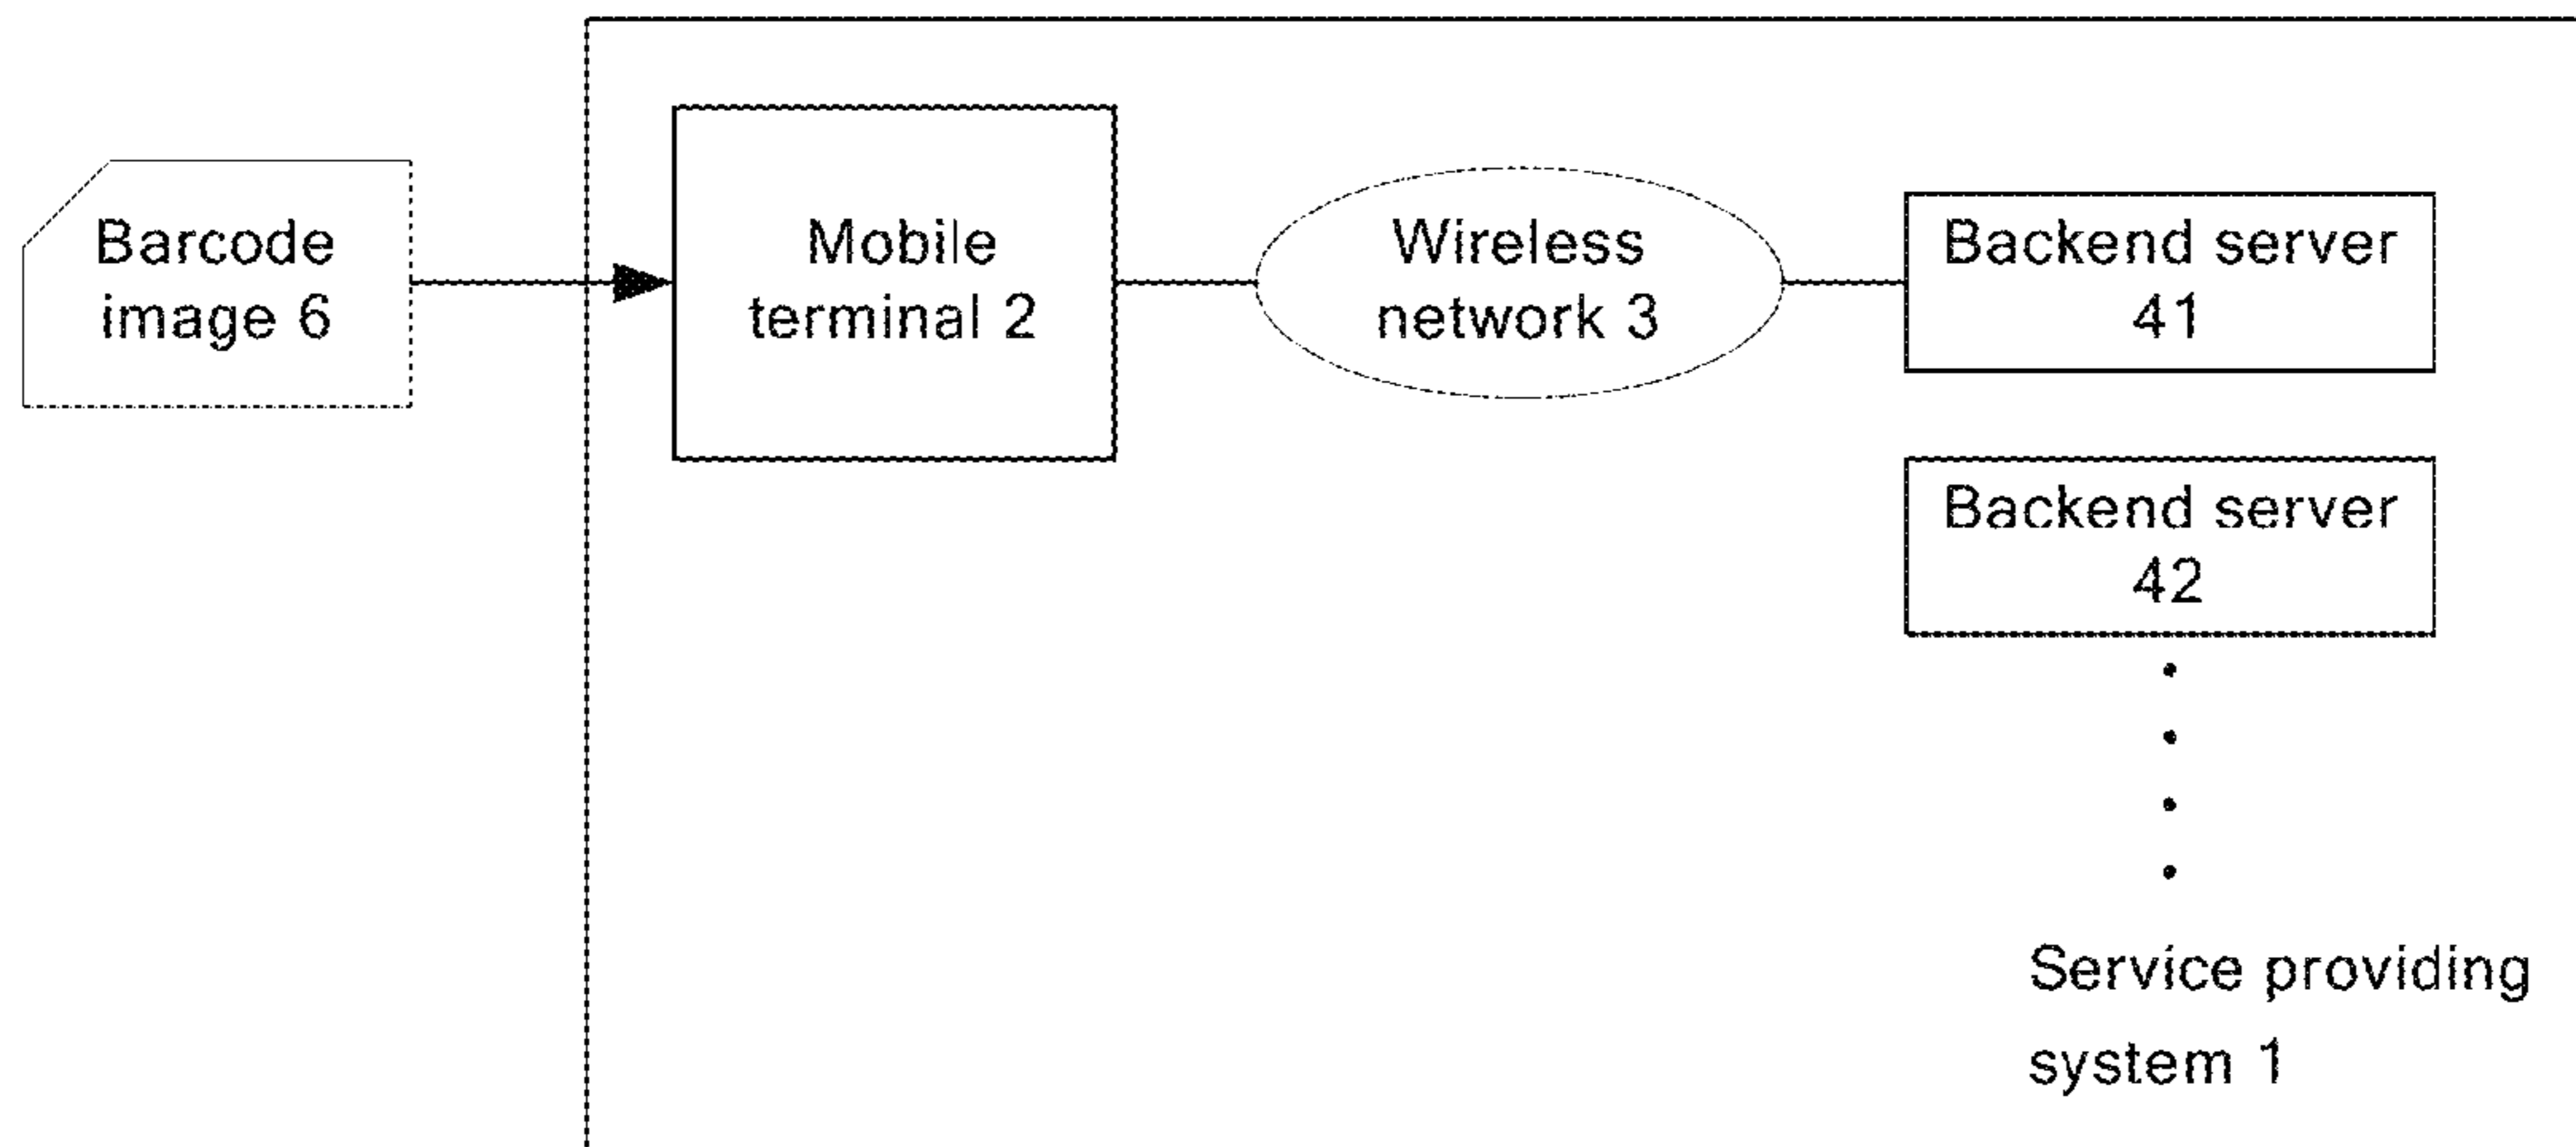 Barcode
image 6
Mobile
terminal 2
Wireless
network 3
Backend server
41
Backend server
42
Service providing
system 1